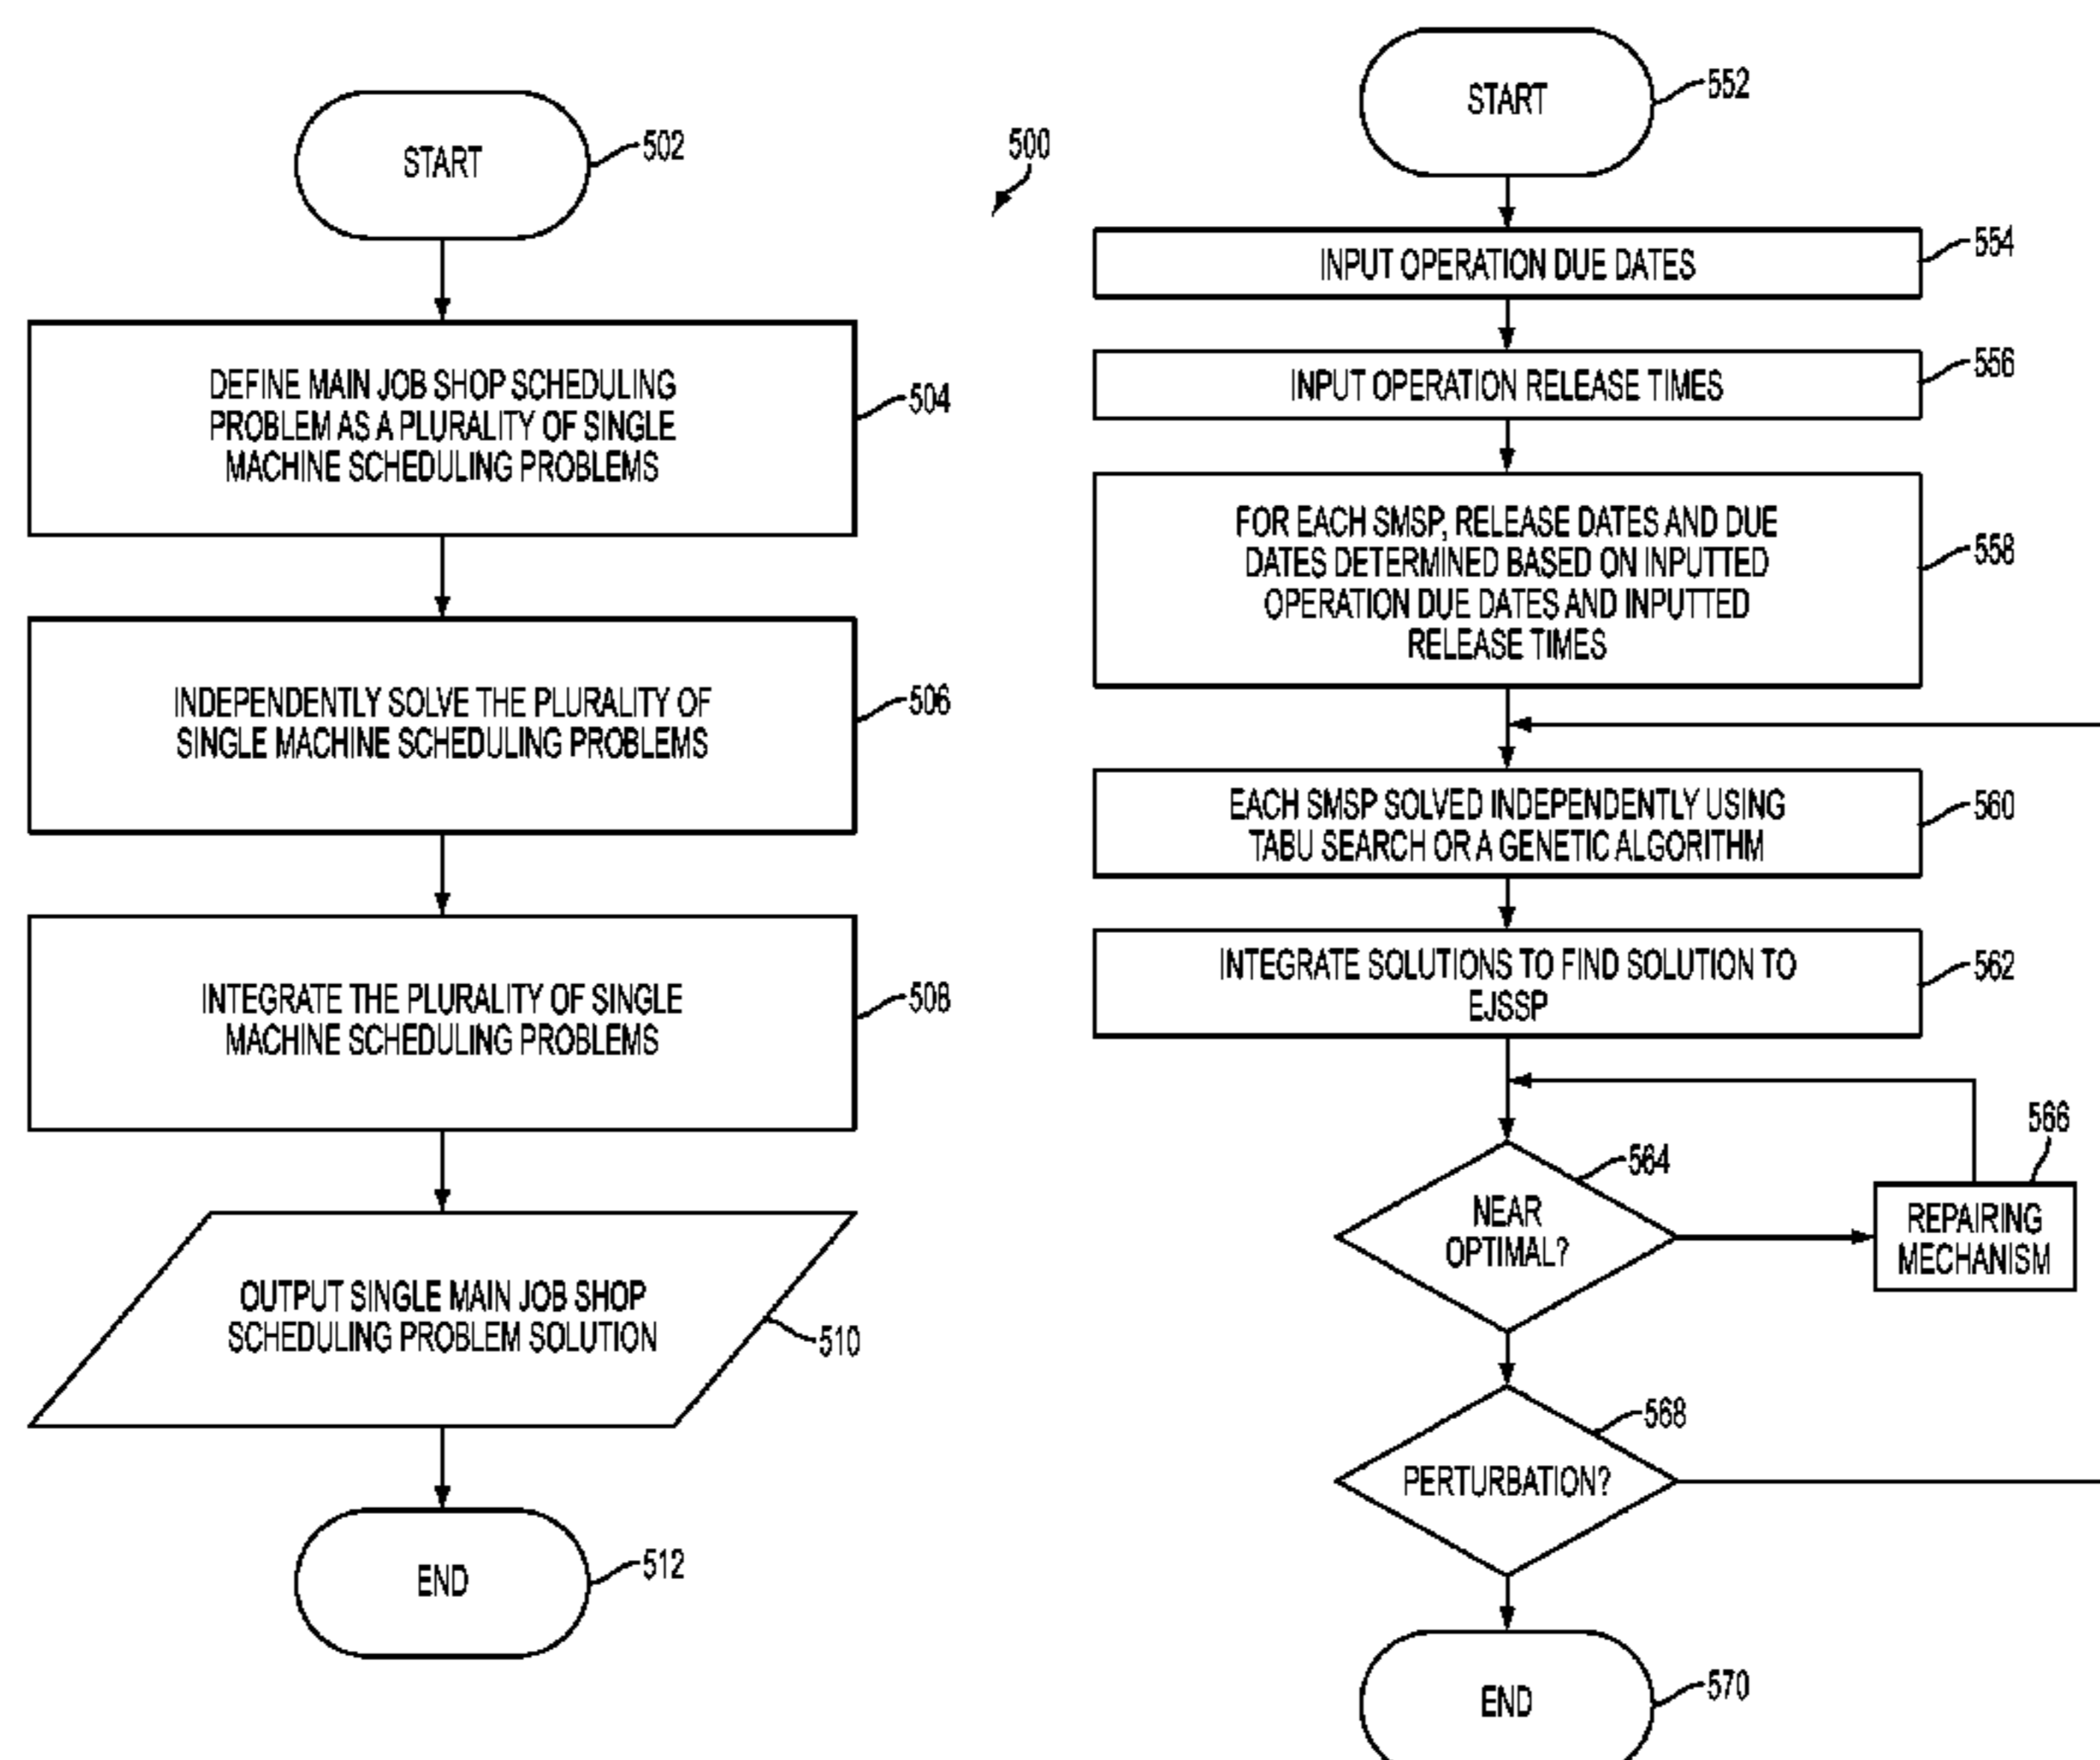 START
502
DEFINE MAIN JOB SHOP SCHEDULING
PROBLEM AS A PLURALITY OF SINGLE
MACHINE SCHEDULING PROBLEMS
504
INDEPENDENTLY SOLVE THE PLURALITY OF
SINGLE MACHINE SCHEDULING PROBLEMS
506
INTEGRATE THE PLURALITY OF SINGLE
MACHINE SCHEDULING PROBLEMS
508
OUTPUT SINGLE MAIN JOB SHOP
SCHEDULING PROBLEM SOLUTION
510
END
512
500
START
552
INPUT OPERATION DUE DATES
554
INPUT OPERATION RELEASE TIMES
556
FOR EACH SMSP, RELEASE DATES AND DUE
DATES DETERMINED BASED ON INPUTTED
OPERATION DUE DATES AND INPUTTED
RELEASE TIMES
558
EACH SMSP SOLVED INDEPENDENTLY USING
TABU SEARCH OR A GENETIC ALGORITHM
560
INTEGRATE SOLUTIONS TO FIND SOLUTION TO
EJSSP
562
NEAR
OPTIMAL?
564
REPAIRING
MECHANISM
566
PERTURBATION?
568
END
570